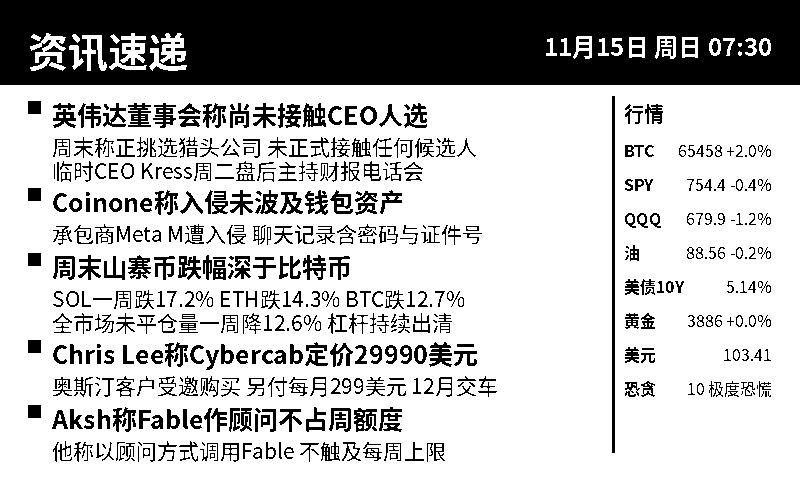 资讯速递
11月15日 周日 07:30
英伟达董事会称尚未接触CEO人选
周末称正挑选猎头公司 未正式接触任何候选人
临时CEO Kress周二盘后主持财报电话会
Coinone称入侵未波及钱包资产
承包商Meta M遭入侵 聊天记录含密码与证件号
周末山寨币跌幅深于比特币
SOL一周跌17.2% ETH跌14.3% BTC跌12.7%
全市场未平仓量一周降12.6% 杠杆持续出清
Chris Lee称Cybercab定价29990美元
奥斯汀客户受邀购买 另付每月299美元 12月交车
Aksh称Fable作顾问不占周额度
他称以顾问方式调用Fable 不触及每周上限
行情
BTC 65458 +2.0%
SPY 754.4 -0.4%
QQQ 679.9 -1.2%
油 88.56 -0.2%
美债10Y 5.14%
黄金 3886 +0.0%
美元 103.41
恐贪 10 极度恐慌